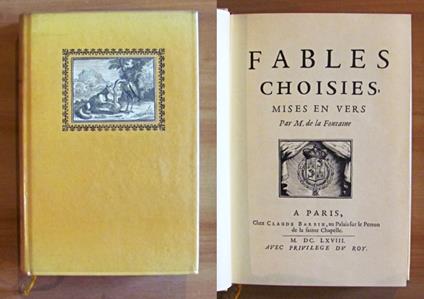 FABLES
CHOISIES,
MISES EN VERS
Par M. de la Fontaine
A PARIS,
Chez CLAUDE BARBIN, au Palais sur le Perron
de la sainte Chapelle.
M. DC. LXVIII.
AVEC PRIVILEGE DV ROY.